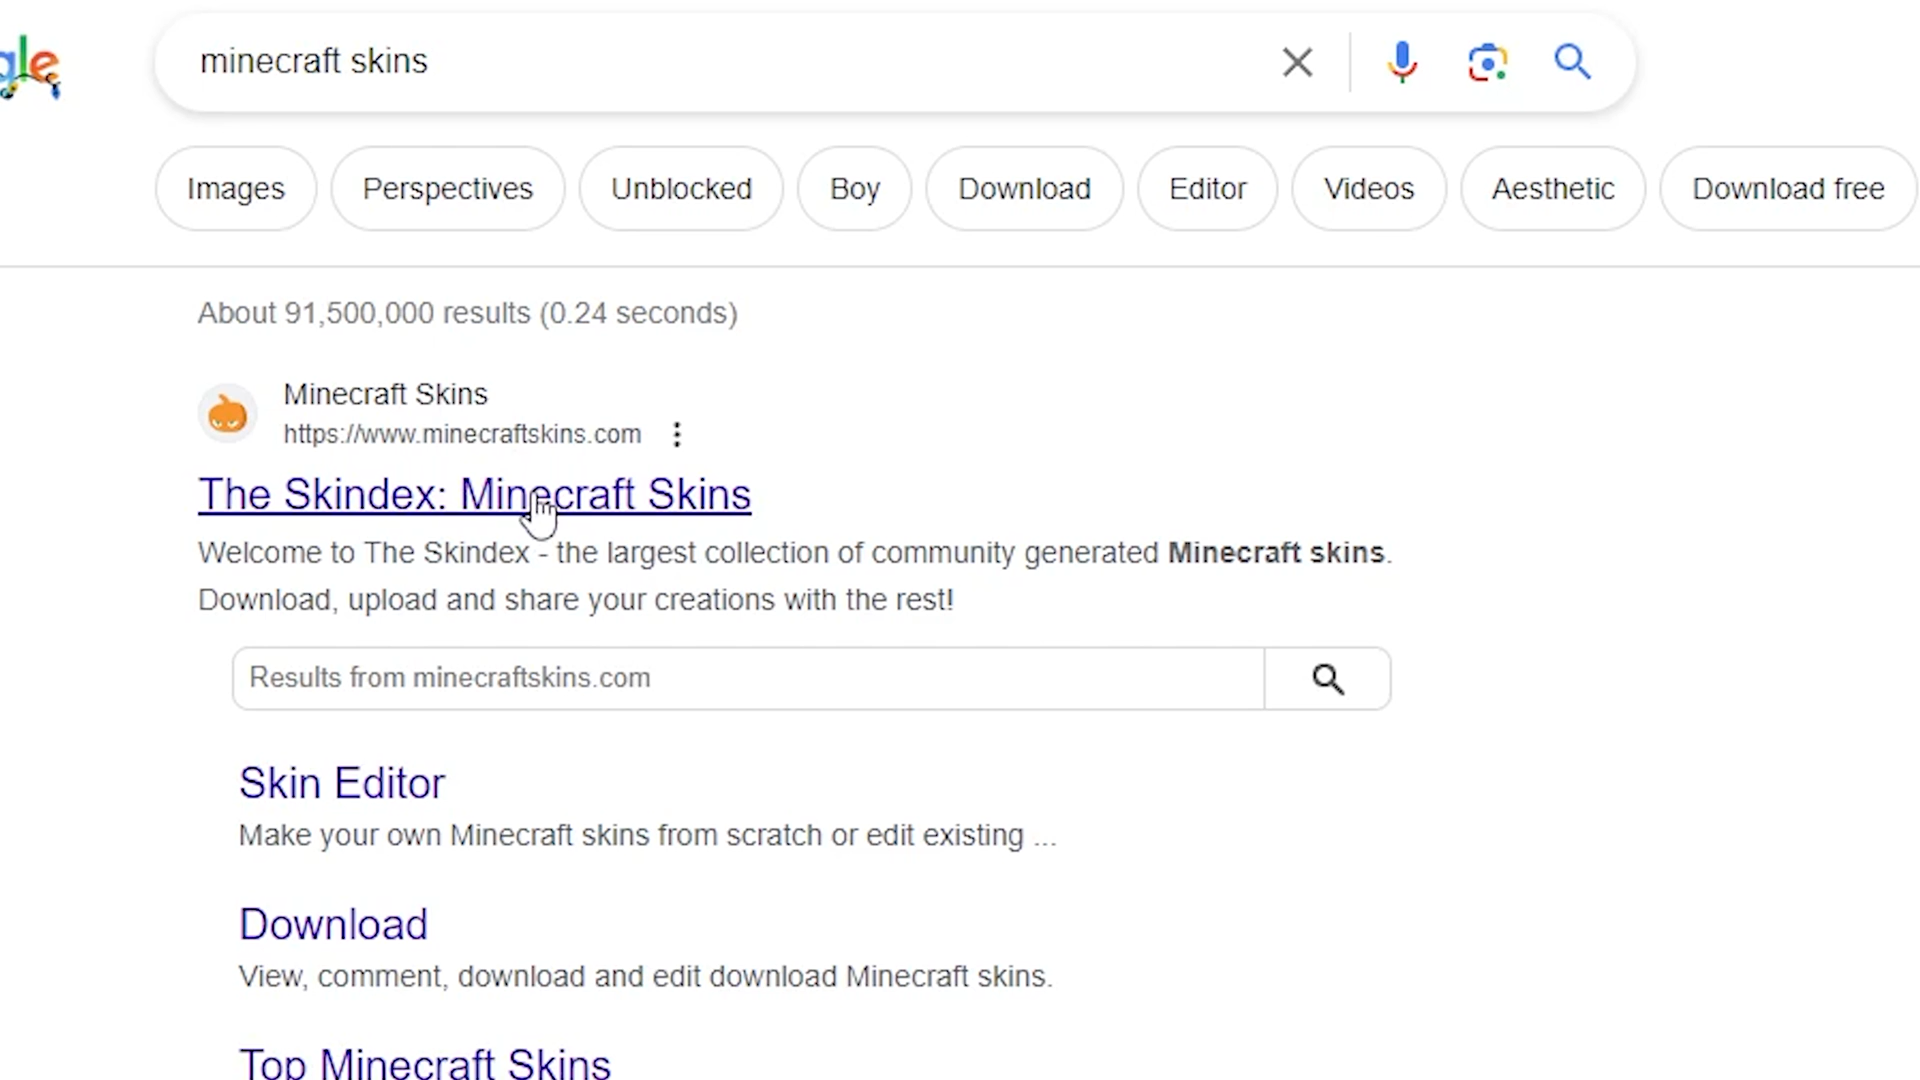 gle
minecraft skins
Images Perspectives Unblocked Boy Download Editor Videos Aesthetic Download free
About 91,500,000 results (0.24 seconds)
Minecraft Skins
https://www.minecraftskins.com
The Skindex: Minecraft Skins
Welcome to The Skindex - the largest collection of community generated Minecraft skins.
Download, upload and share your creations with the rest!
Results from minecraftskins.com
Skin Editor
Make your own Minecraft skins from scratch or edit existing ...
Download
View, comment, download and edit download Minecraft skins.
Top Minecraft Skins